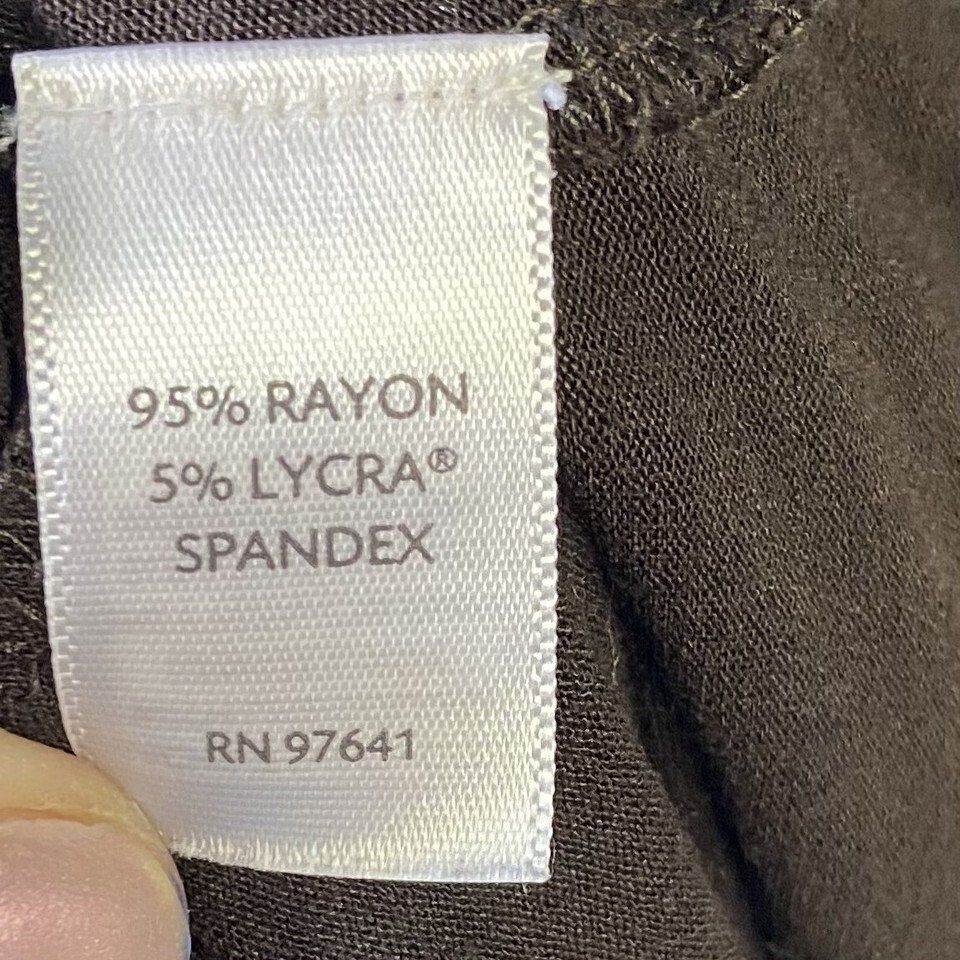 95% RAYON
5% LYCRA®
SPANDEX
RN 97641